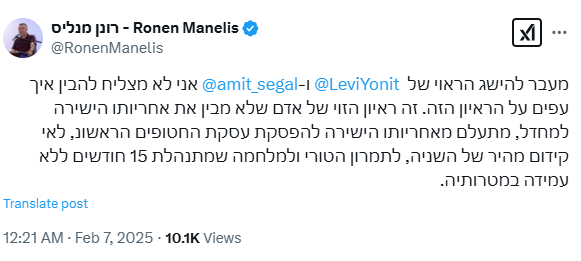 רונן מנליס - Ronen Manelis
@RonenManelis
מעבר להישג הראוי של @LeviYonit ו-@amit_segal אני לא מצליח להבין איך
עפים על הראיון הזה. זה ראיון הזוי של אדם שלא מבין את אחריותו הישירה
למחדל, מתעלם מאחריותו הישירה להפסקת עסקת החטופים הראשונה, לאי
קידום מהיר של השניה, לתמרון הטורי ולמלחמה שמתנהלת 15 חודשים ללא
עמידה במטרותיה.
Translate post
12:21 AM · Feb 7, 2025 · 10.1K Views